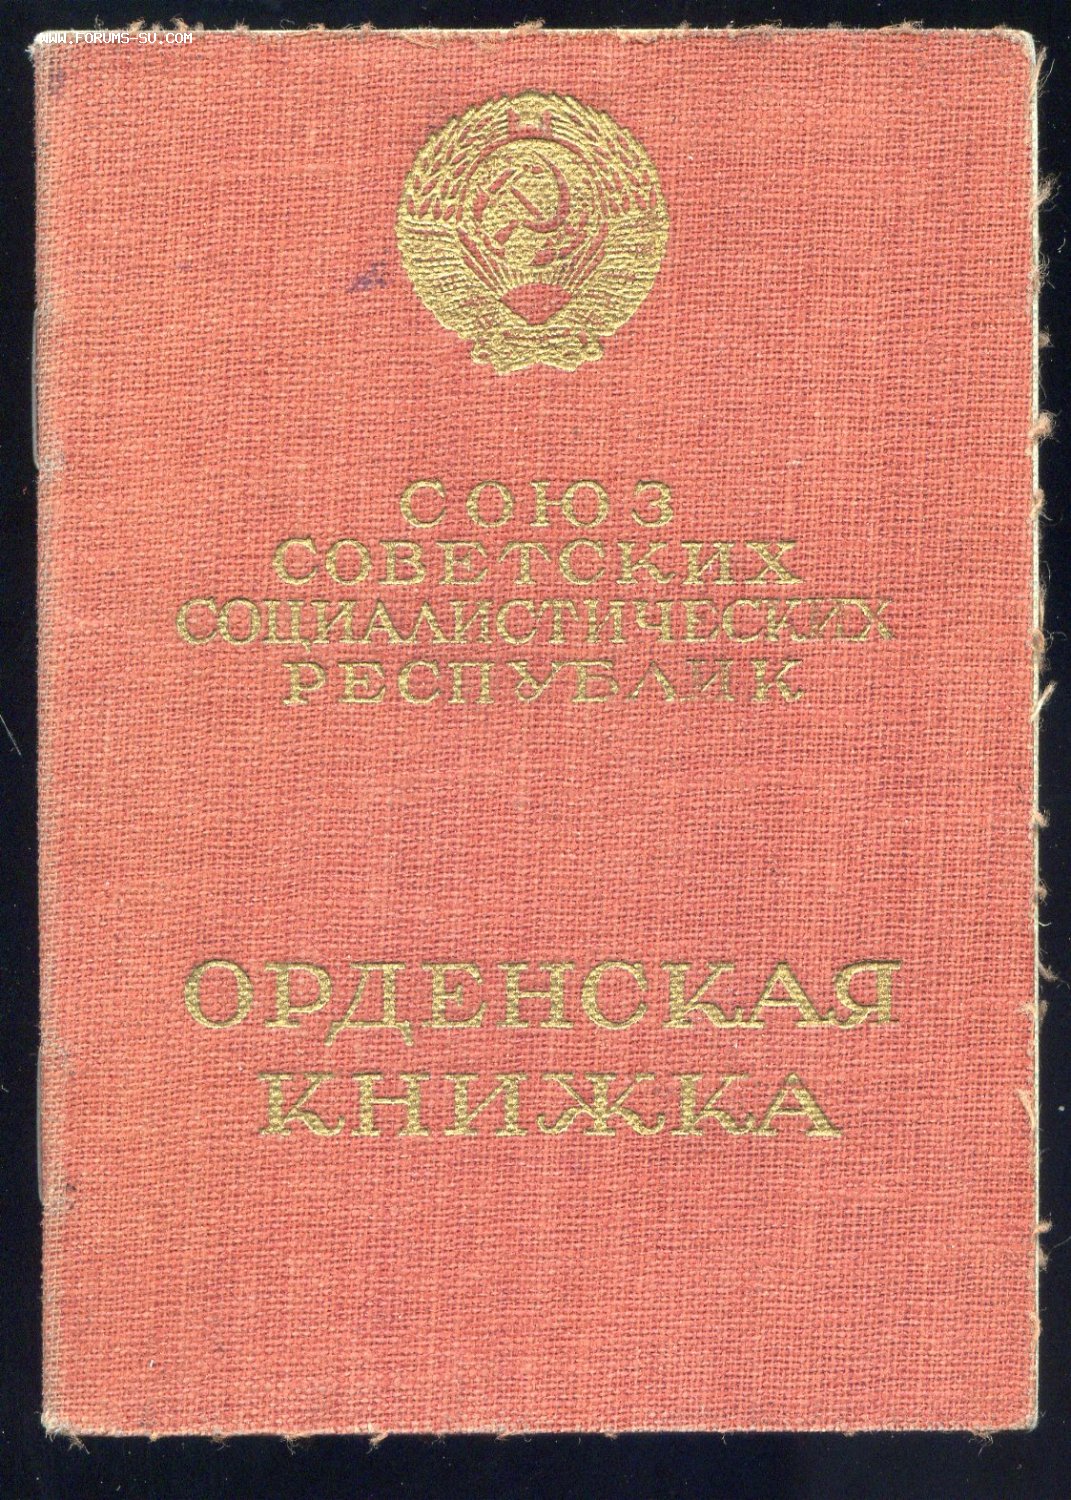 WWW.FORUMS-SU.COM
СОЮЗ
СОВЕТСКИХ
СОЦИАЛИСТИЧЕСКИХ
РЕСПУБЛИК
ОРДЕНСКАЯ
КНИЖКА